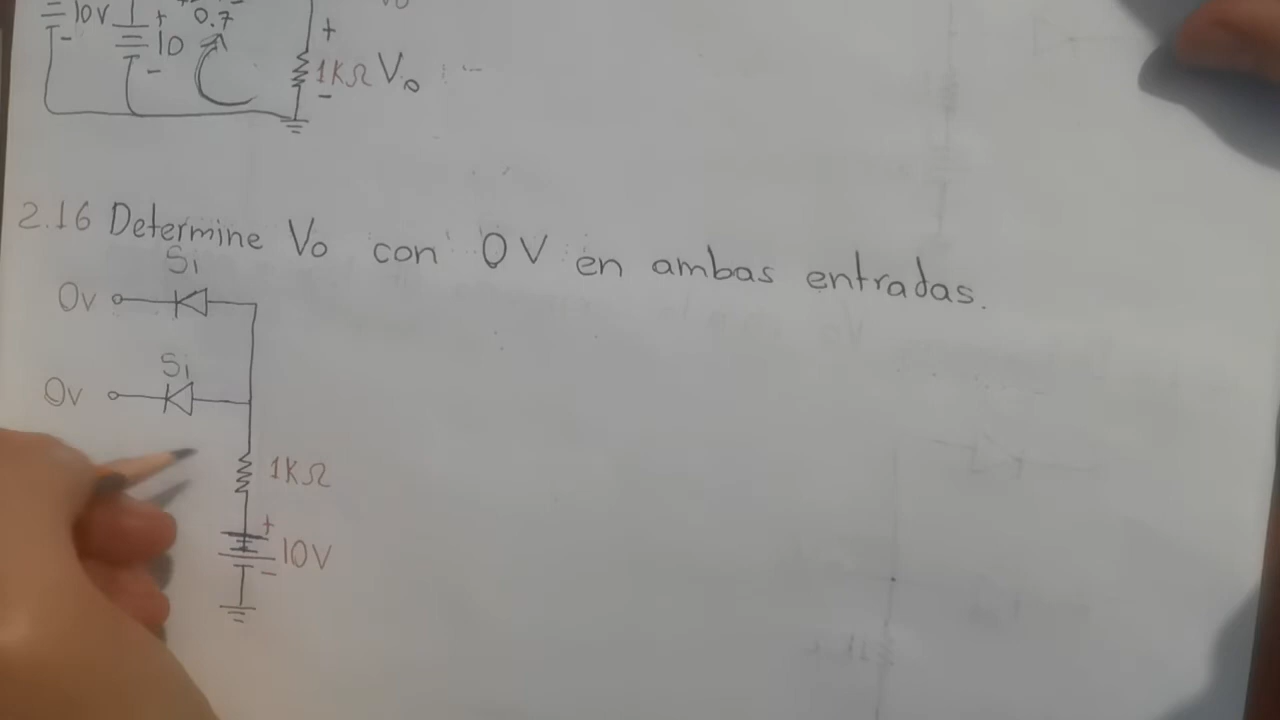 10V + 0.7
- 10 +
- 1KΩ Vo
-
2.16 Determine Vo con 0V en ambas entradas.
Si
0v
Si
0v
1KΩ
+
10V
-